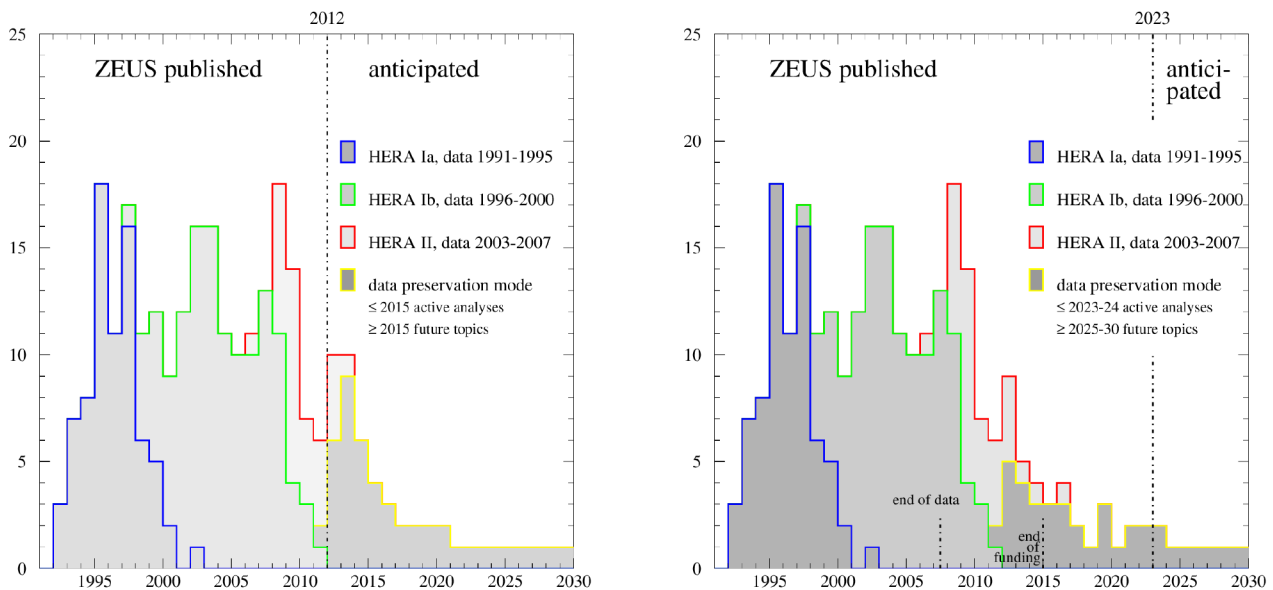 2012
25
20
15
10
5
0
ZEUS published
anticipated
HERA Ia, data 1991-1995
HERA Ib, data 1996-2000
HERA II, data 2003-2007
data preservation mode
≤ 2015 active analyses
≥ 2015 future topics
1995
2000
2005
2010
2015
2020
2025
2030
2023
25
20
15
10
5
0
ZEUS published
antici-
pated
HERA Ia, data 1991-1995
HERA Ib, data 1996-2000
HERA II, data 2003-2007
data preservation mode
≤ 2023-24 active analyses
≥ 2025-30 future topics
end of data
end
of
funding
1995
2000
2005
2010
2015
2020
2025
2030